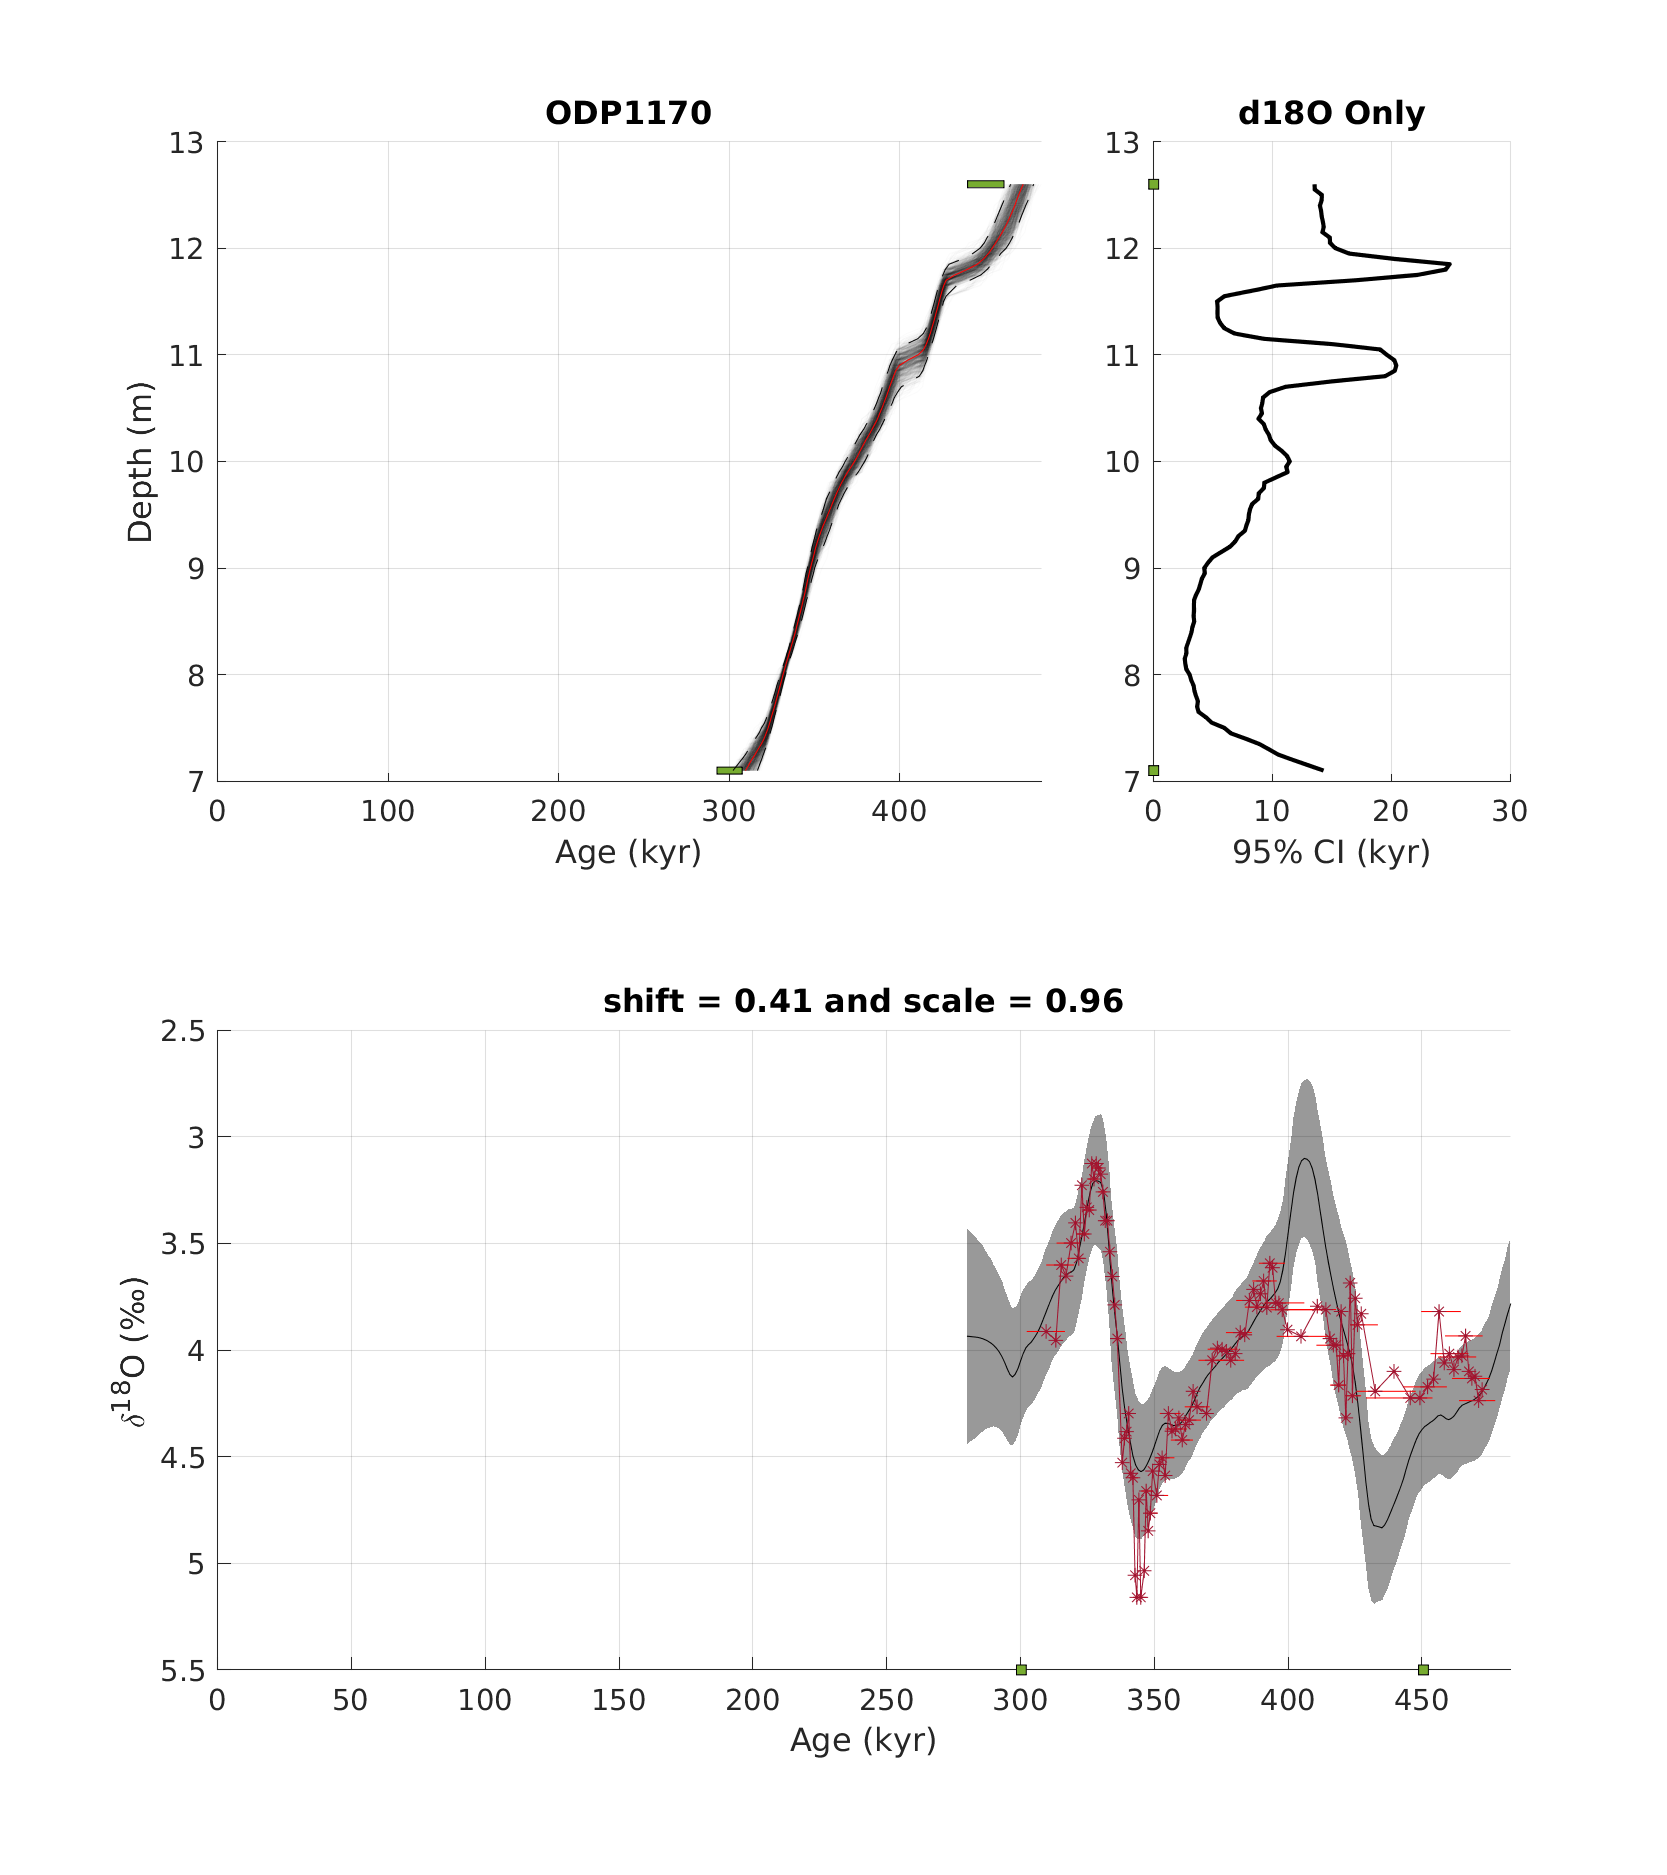 ODP1170
13
12
11
10
9
8
7
Depth (m)
0 100 200 300 400
Age (kyr)
d18O Only
13
12
11
10
9
8
7
0 10 20 30
95% CI (kyr)
shift = 0.41 and scale = 0.96
2.5
3
3.5
4
4.5
5
5.5
δ18O (‰)
0 50 100 150 200 250 300 350 400 450
Age (kyr)